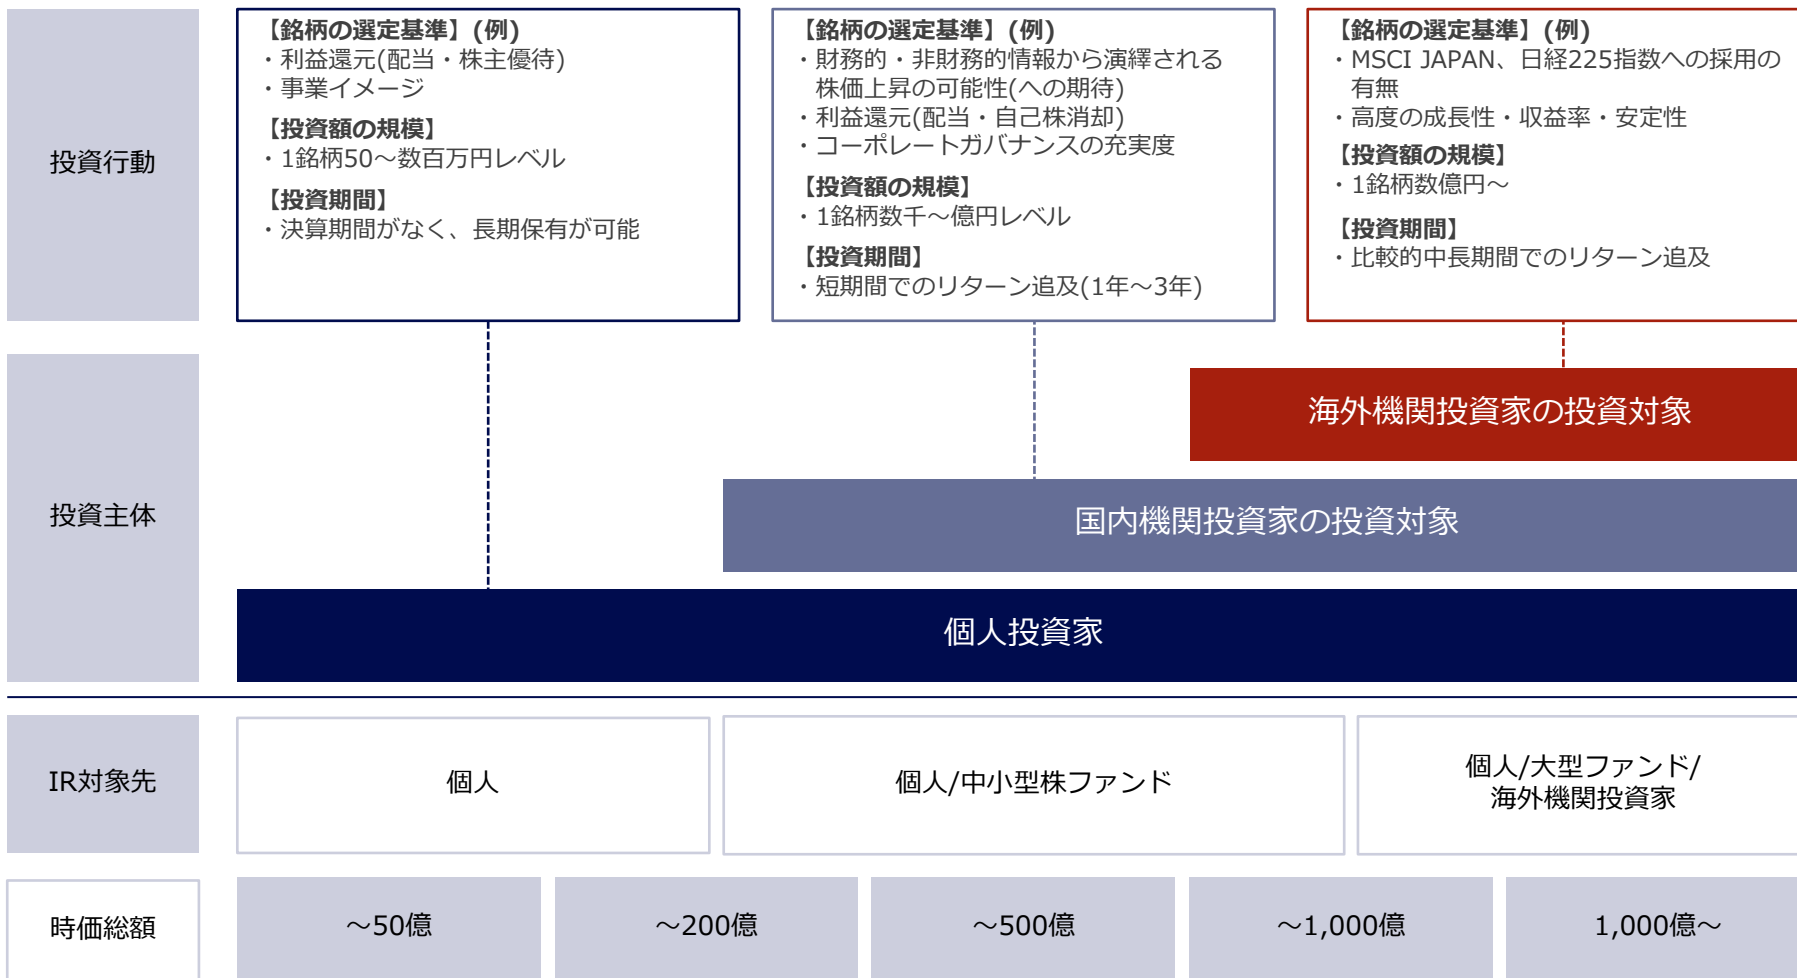 投資行動
【銘柄の選定基準】(例)
・利益還元(配当・株主優待)
・事業イメージ
【投資額の規模】
・1銘柄50～数百万円レベル
【投資期間】
・決算期間がなく、長期保有が可能
【銘柄の選定基準】(例)
・財務的・非財務的情報から演繹される
株価上昇の可能性(への期待)
・利益還元(配当・自己株消却)
・コーポレートガバナンスの充実度
【投資額の規模】
・1銘柄数千～億円レベル
【投資期間】
・短期間でのリターン追及(1年～3年)
【銘柄の選定基準】(例)
・MSCI JAPAN、日経225指数への採用の
有無
・高度の成長性・収益率・安定性
【投資額の規模】
・1銘柄数億円～
【投資期間】
・比較的中長期間でのリターン追及
投資主体
海外機関投資家の投資対象
国内機関投資家の投資対象
個人投資家
IR対象先
個人
個人/中小型株ファンド
個人/大型ファンド/
海外機関投資家
時価総額
～50億
～200億
～500億
～1,000億
1,000億～